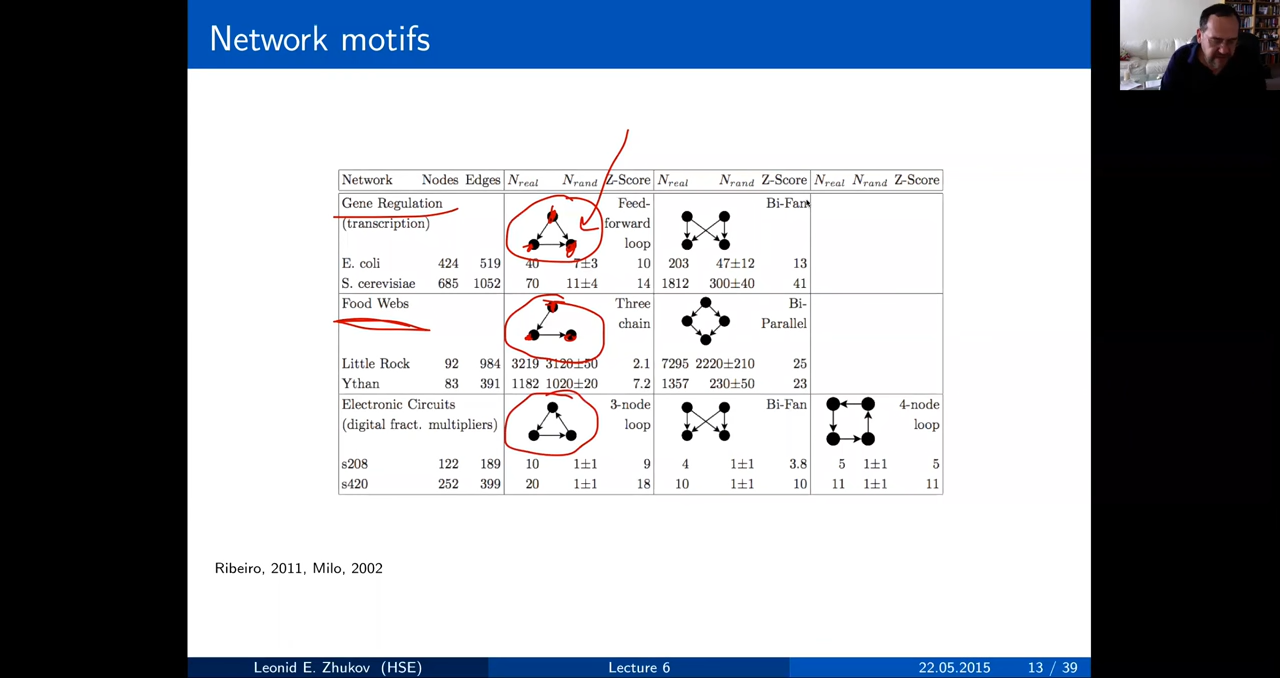 Network motifs
Network Nodes Edges N_real N_rand Z-Score N_real N_rand Z-Score N_real N_rand Z-Score
Gene Regulation Feed- Bi-Fan
(transcription) forward
loop
E. coli 424 519 40 7±3 10 203 47±12 13
S. cerevisiae 685 1052 70 11±4 14 1812 300±40 41
Food Webs Three Bi-
chain Parallel
Little Rock 92 984 3219 3120±50 2.1 7295 2220±210 25
Ythan 83 391 1182 1020±20 7.2 1357 230±50 23
Electronic Circuits 3-node Bi-Fan 4-node
(digital fract. multipliers) loop loop
s208 122 189 10 1±1 9 4 1±1 3.8 5 1±1 5
s420 252 399 20 1±1 18 10 1±1 10 11 1±1 11
Ribeiro, 2011, Milo, 2002
Leonid E. Zhukov (HSE) Lecture 6 22.05.2015 13 / 39